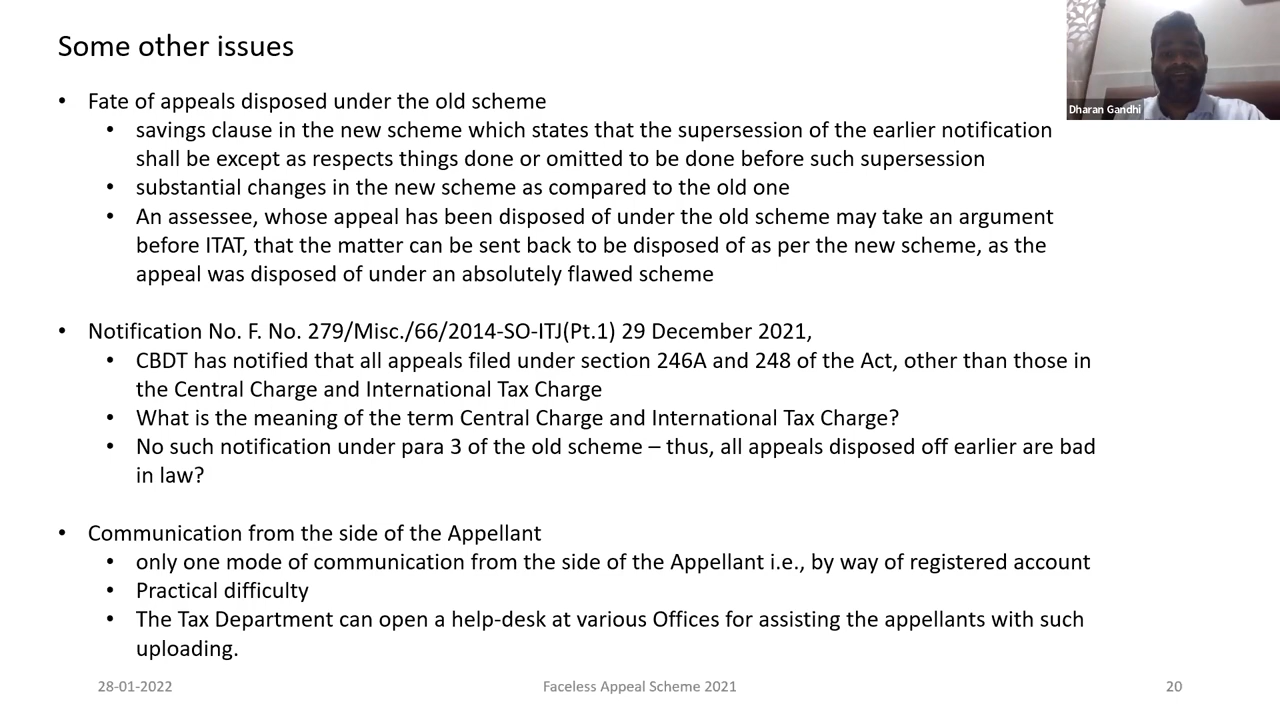 Some other issues
Dharan Gandhi
• Fate of appeals disposed under the old scheme
• savings clause in the new scheme which states that the supersession of the earlier notification
shall be except as respects things done or omitted to be done before such supersession
• substantial changes in the new scheme as compared to the old one
• An assessee, whose appeal has been disposed of under the old scheme may take an argument
before ITAT, that the matter can be sent back to be disposed of as per the new scheme, as the
appeal was disposed of under an absolutely flawed scheme
• Notification No. F. No. 279/Misc./66/2014-SO-ITJ(Pt.1) 29 December 2021,
• CBDT has notified that all appeals filed under section 246A and 248 of the Act, other than those in
the Central Charge and International Tax Charge
• What is the meaning of the term Central Charge and International Tax Charge?
• No such notification under para 3 of the old scheme – thus, all appeals disposed off earlier are bad
in law?
• Communication from the side of the Appellant
• only one mode of communication from the side of the Appellant i.e., by way of registered account
• Practical difficulty
• The Tax Department can open a help-desk at various Offices for assisting the appellants with such
uploading.
28-01-2022
Faceless Appeal Scheme 2021
20